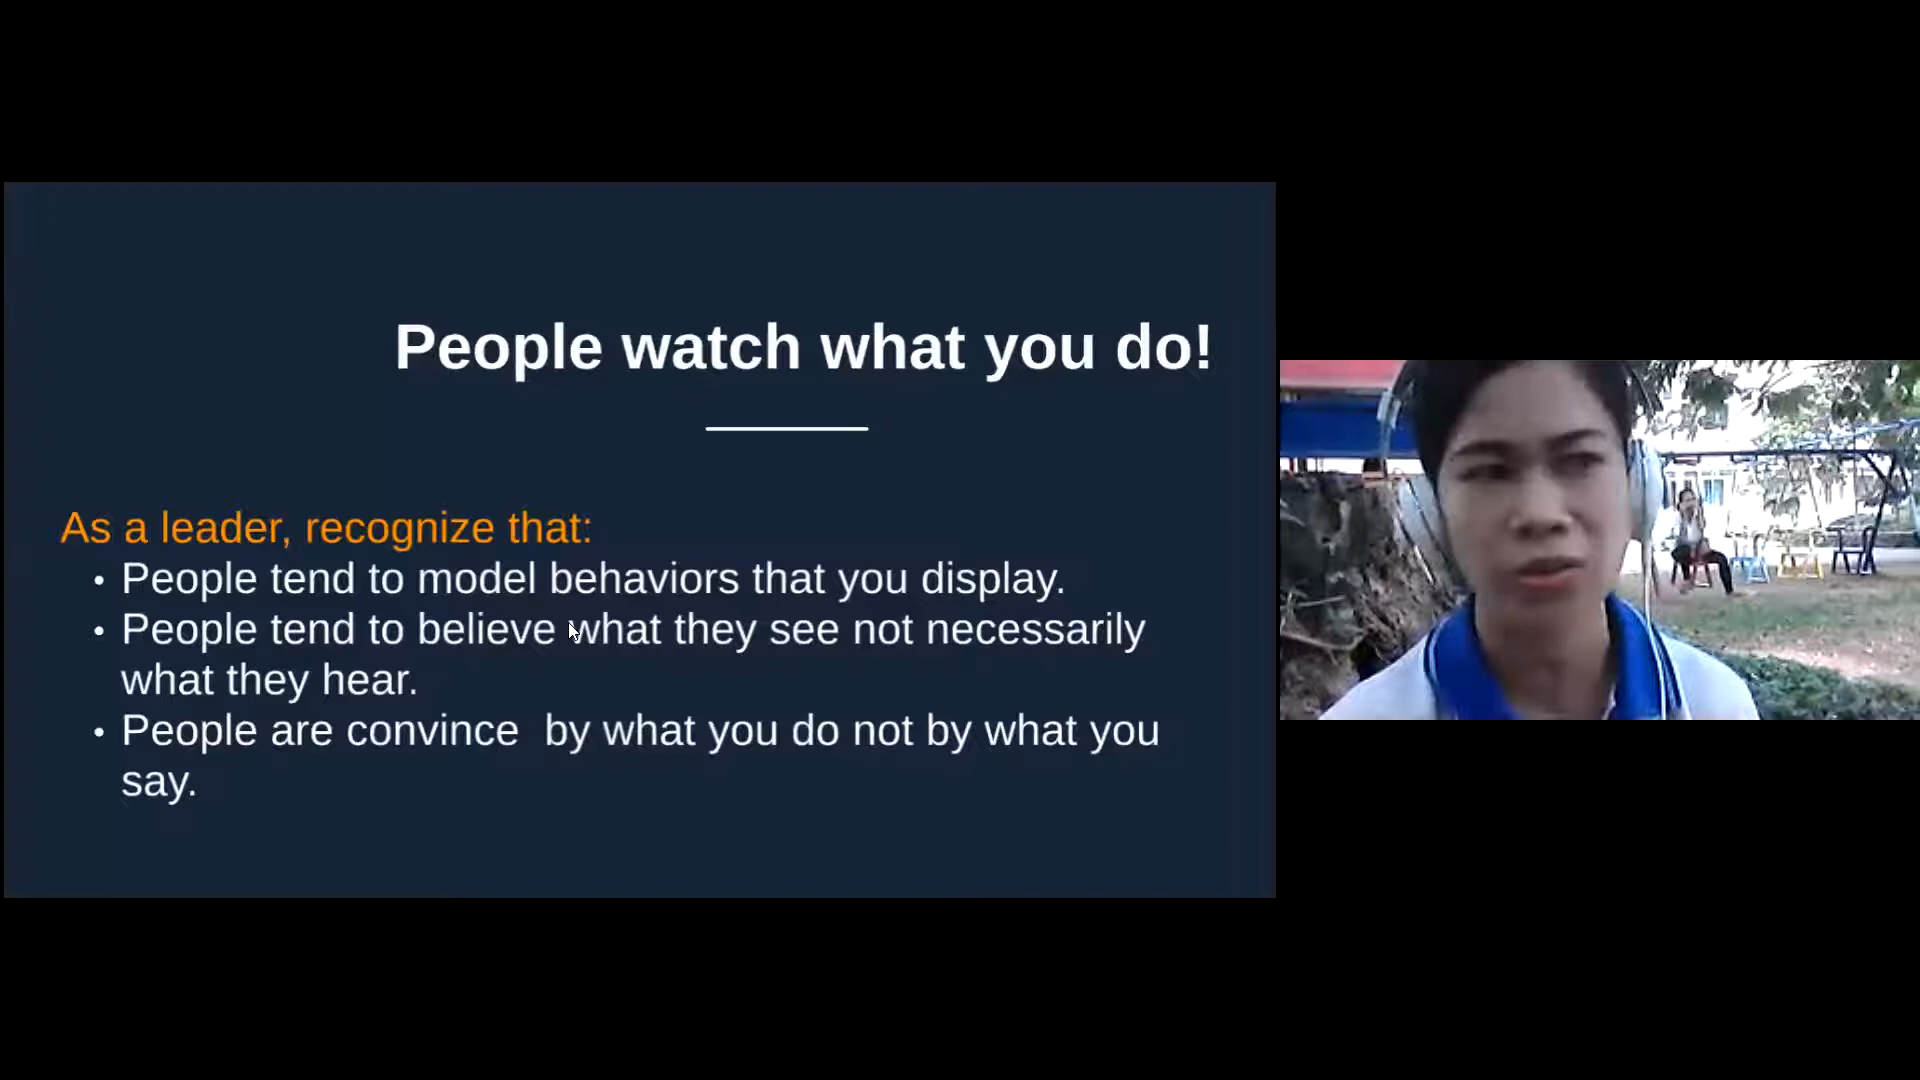 People watch what you do!
As a leader, recognize that:
• People tend to model behaviors that you display.
• People tend to believe what they see not necessarily
what they hear.
• People are convince  by what you do not by what you
say.